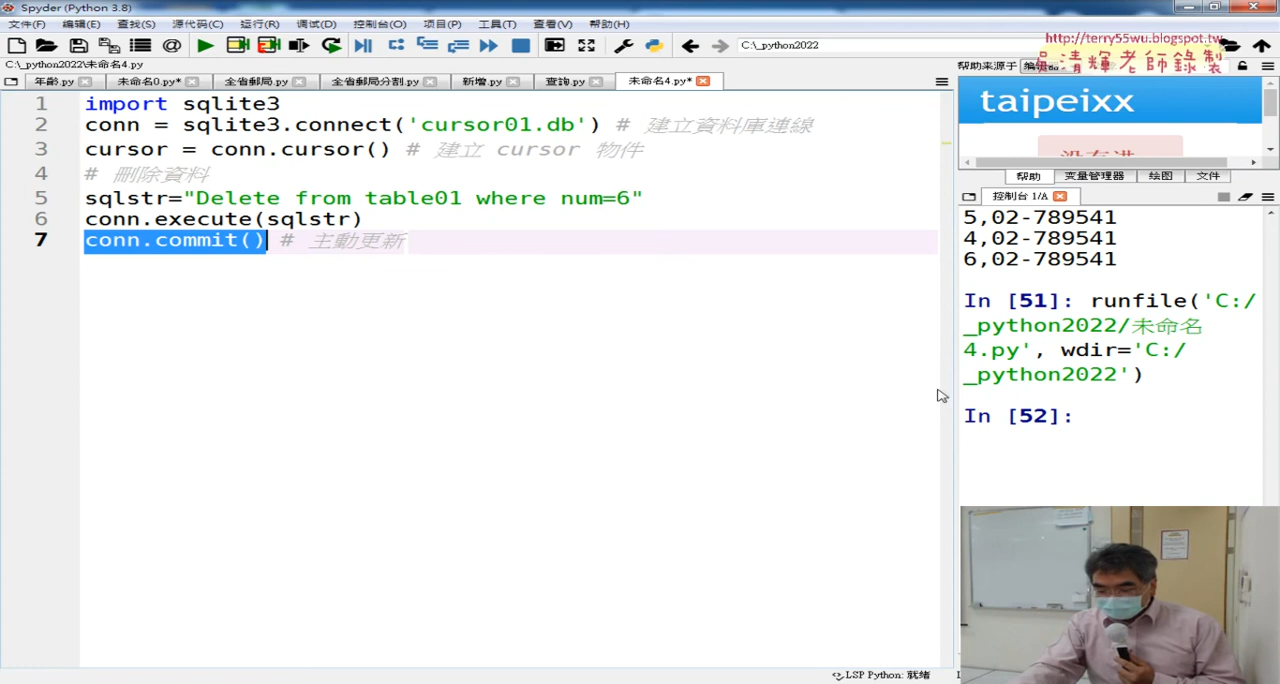 Spyder (Python 3.8)
文件(F) 编辑(E) 查找(S) 源代码(C) 运行(R) 调试(D) 控制台(O) 项目(P) 工具(T) 查看(V) 帮助(H)
C:\_python2022
http://terry55wu.blogspot.tw
吳清輝老師錄製
C:\_python2022\未命名4.py
帮助来源于
年龄.py 未命名0.py* 全省郵局.py 全省郵局分割.py 新增.py 查詢.py 未命名4.py*
1 import sqlite3
2 conn = sqlite3.connect('cursor01.db') # 建立資料庫連線
3 cursor = conn.cursor() # 建立 cursor 物件
4 # 刪除資料
5 sqlstr="Delete from table01 where num=6"
6 conn.execute(sqlstr)
7 conn.commit() # 主動更新
taipeixx
帮助 变量管理器 绘图 文件
控制台 1/A
5,02-789541
4,02-789541
6,02-789541
In [51]: runfile('C:/
_python2022/未命名
4.py', wdir='C:/
_python2022')
In [52]:
LSP Python: 就绪